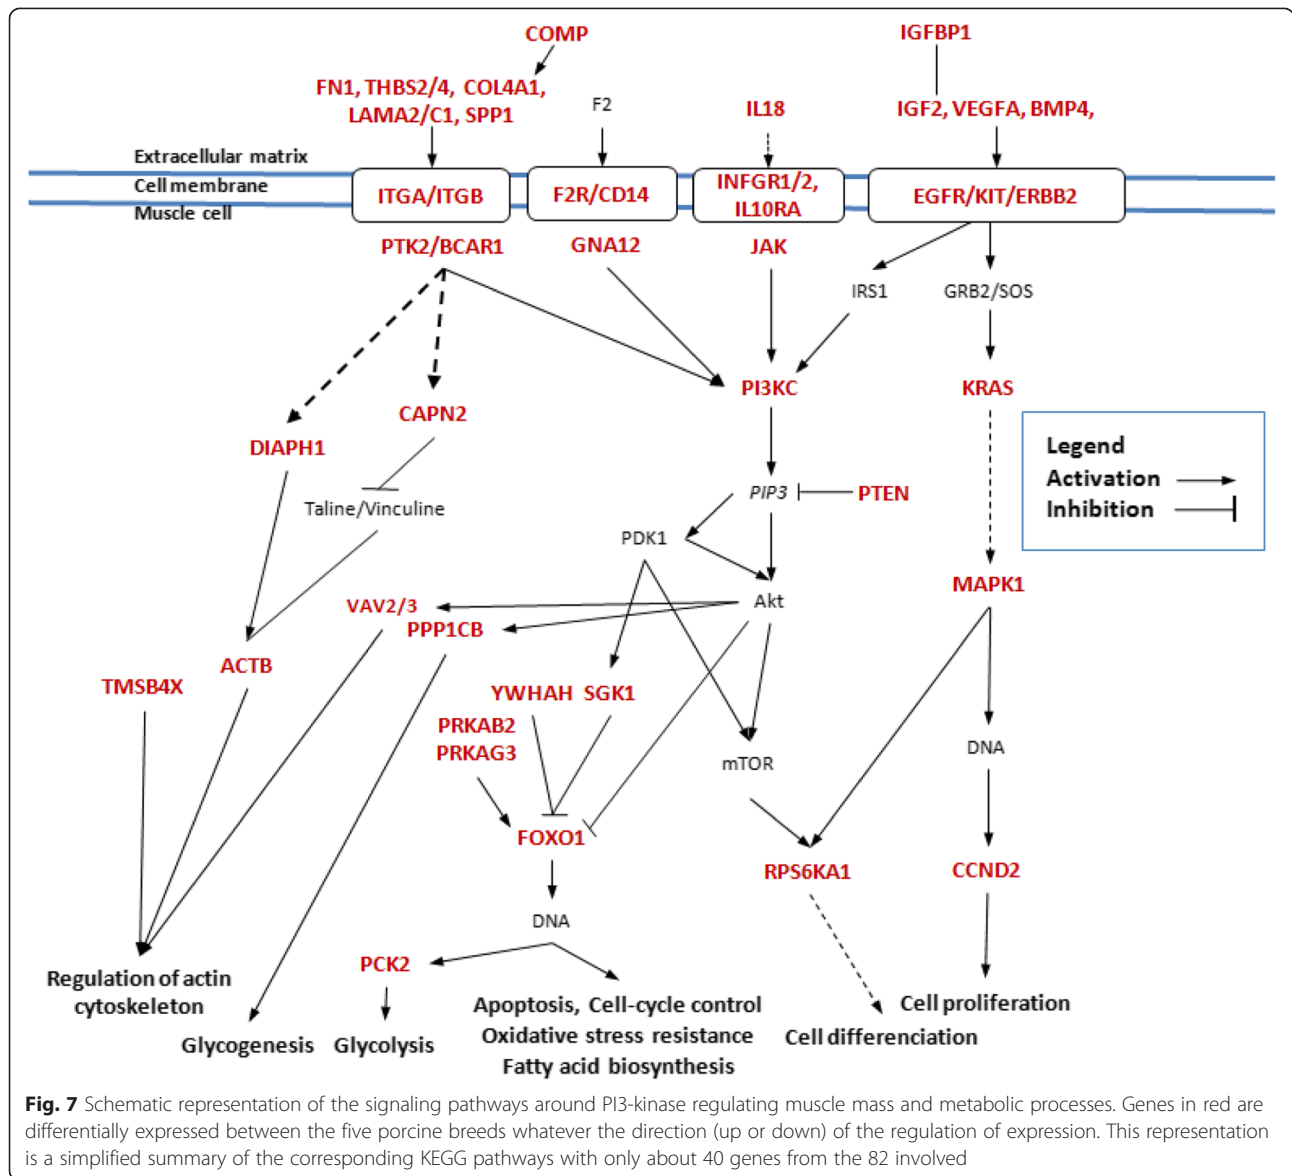 COMP
IGFBP1
FN1, THBS2/4, COL4A1,
LAMA2/C1, SPP1
F2
IL18
IGF2, VEGFA, BMP4,
Extracellular matrix
Cell membrane
Muscle cell
ITGA/ITGB
F2R/CD14
INFGR1/2,
IL10RA
EGFR/KIT/ERBB2
PTK2/BCAR1
GNA12
JAK
IRS1
GRB2/SOS
PI3KC
KRAS
CAPN2
DIAPH1
Legend
Activation
Inhibition
Taline/Vinculine
PIP3
PTEN
PDK1
MAPK1
VAV2/3
PPP1CB
Akt
ACTB
TMSB4X
YWHAH SGK1
PRKAB2
PRKAG3
mTOR
DNA
FOXO1
RPS6KA1
CCND2
DNA
PCK2
Regulation of actin
cytoskeleton
Glycogenesis
Glycolysis
Apoptosis, Cell-cycle control
Oxidative stress resistance
Fatty acid biosynthesis
Cell proliferation
Cell differenciation
Fig. 7 Schematic representation of the signaling pathways around PI3-kinase regulating muscle mass and metabolic processes. Genes in red are
differentially expressed between the five porcine breeds whatever the direction (up or down) of the regulation of expression. This representation
is a simplified summary of the corresponding KEGG pathways with only about 40 genes from the 82 involved